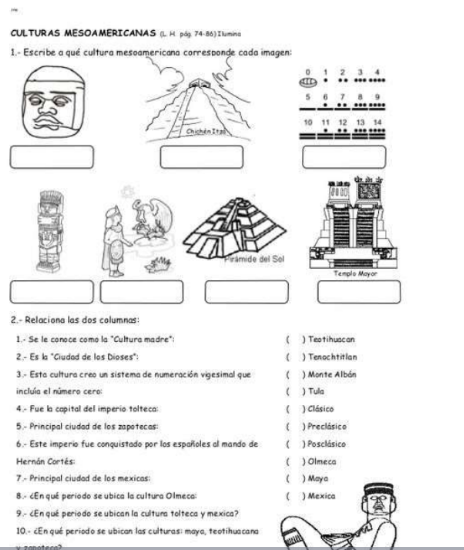 CULTURAS MESOAMERICANAS (L. H. pág. 74-86) Ilumina
1.- Escribe a qué cultura mesoamericana corresponde cada imagen:
0 1 2 3 4
5 6 7 8 9
10 11 12 13 14
Chichén Itzá
Pirámide del Sol
Templo Mayor
2.- Relaciona las dos columnas:
1.- Se le conoce como la "Cultura madre": ( ) Teotihuacan
2.- Es la "Ciudad de los Dioses": ( ) Tenochtitlan
3.- Esta cultura creo un sistema de numeración vigesimal que ( ) Monte Albán
incluía el número cero: ( ) Tula
4.- Fue la capital del imperio tolteca: ( ) Clásico
5.- Principal ciudad de los zapotecas: ( ) Preclásico
6.- Este imperio fue conquistado por los españoles al mando de ( ) Posclásico
Hernán Cortés: ( ) Olmeca
7.- Principal ciudad de los mexicas: ( ) Maya
8.- ¿En qué periodo se ubica la cultura Olmeca: ( ) Mexica
9.- ¿En qué periodo se ubican la cultura tolteca y mexica?
10.- ¿En qué periodo se ubican las culturas: maya, teotihuacana
y zapoteca?